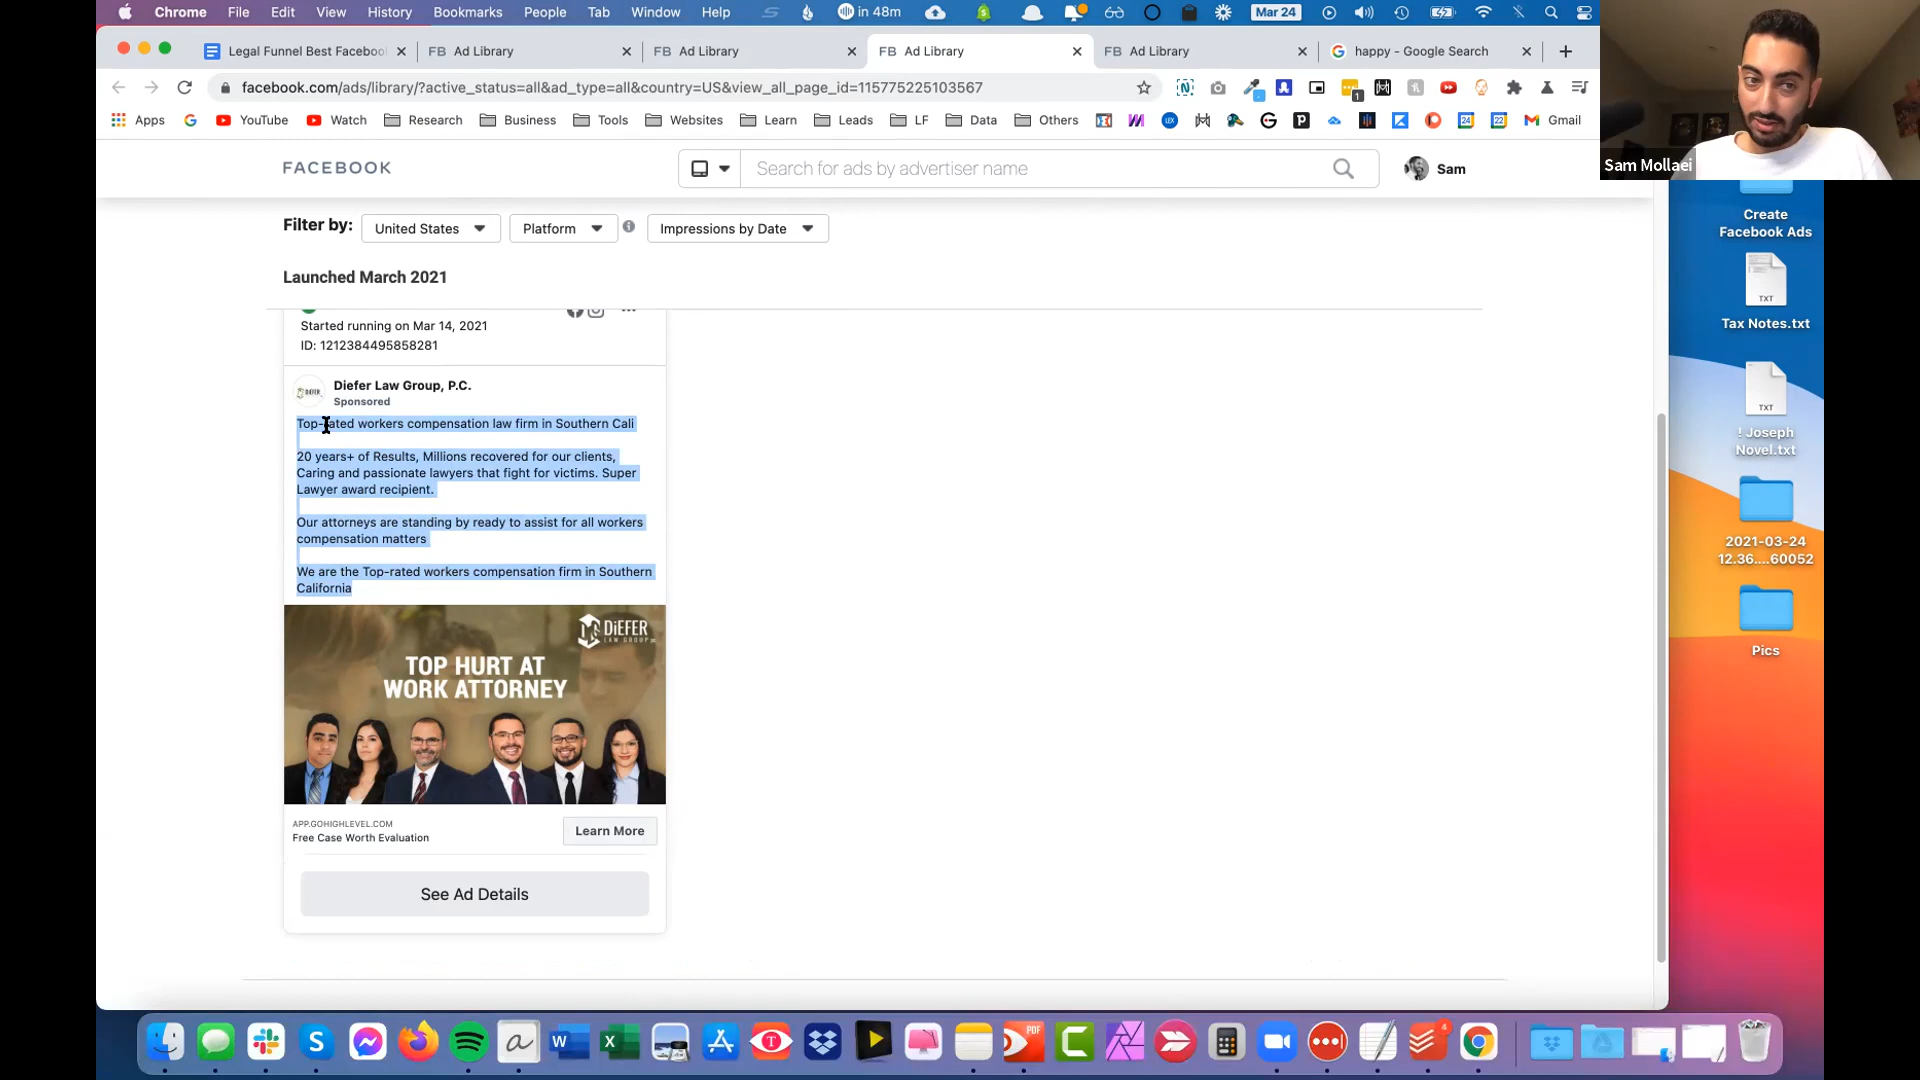 Chrome File Edit View History Bookmarks People Tab Window Help in 48m Mar 24
Legal Funnel Best Faceboo
FB Ad Library
FB Ad Library
FB Ad Library
FB Ad Library
happy - Google Search
facebook.com/ads/library/?active_status=all&ad_type=all&country=US&view_all_page_id=115775225103567
Apps YouTube Watch Research Business Tools Websites Learn Leads LF Data Others Gmail
FACEBOOK
Search for ads by advertiser name
Sam
Sam Mollaei
Filter by:
United States
Platform
Impressions by Date
Launched March 2021
Started running on Mar 14, 2021
ID: 1212384495858281
Diefer Law Group, P.C.
Sponsored
Top-rated workers compensation law firm in Southern Cali
20 years+ of Results, Millions recovered for our clients,
Caring and passionate lawyers that fight for victims. Super
Lawyer award recipient.
Our attorneys are standing by ready to assist for all workers
compensation matters
We are the Top-rated workers compensation firm in Southern
California
DiEFER
LAW GROUP
TOP HURT AT
WORK ATTORNEY
APP.GOHIGHLEVEL.COM
Free Case Worth Evaluation
Learn More
See Ad Details
Create
Facebook Ads
TXT
Tax Notes.txt
TXT
! Joseph
Novel.txt
2021-03-24
12.36....60052
Pics
PDF
4